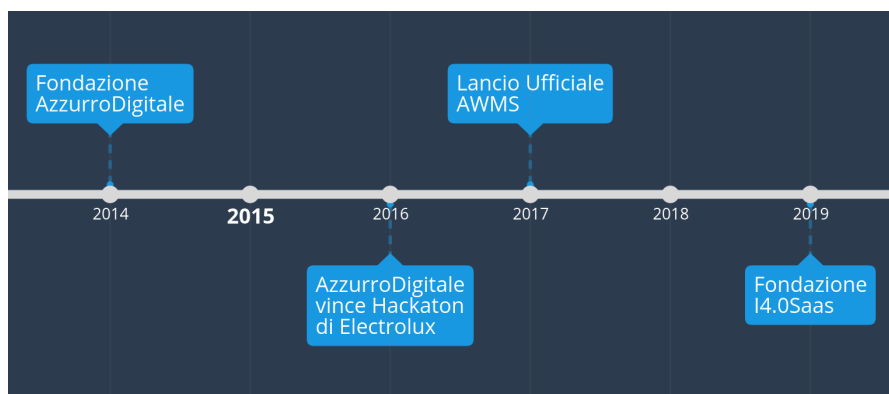 Fondazione
AzzurroDigitale
Lancio Ufficiale
AWMS
2014
2015
2016
2017
2018
2019
AzzurroDigitale
vince Hackaton
di Electrolux
Fondazione
I4.0Saas